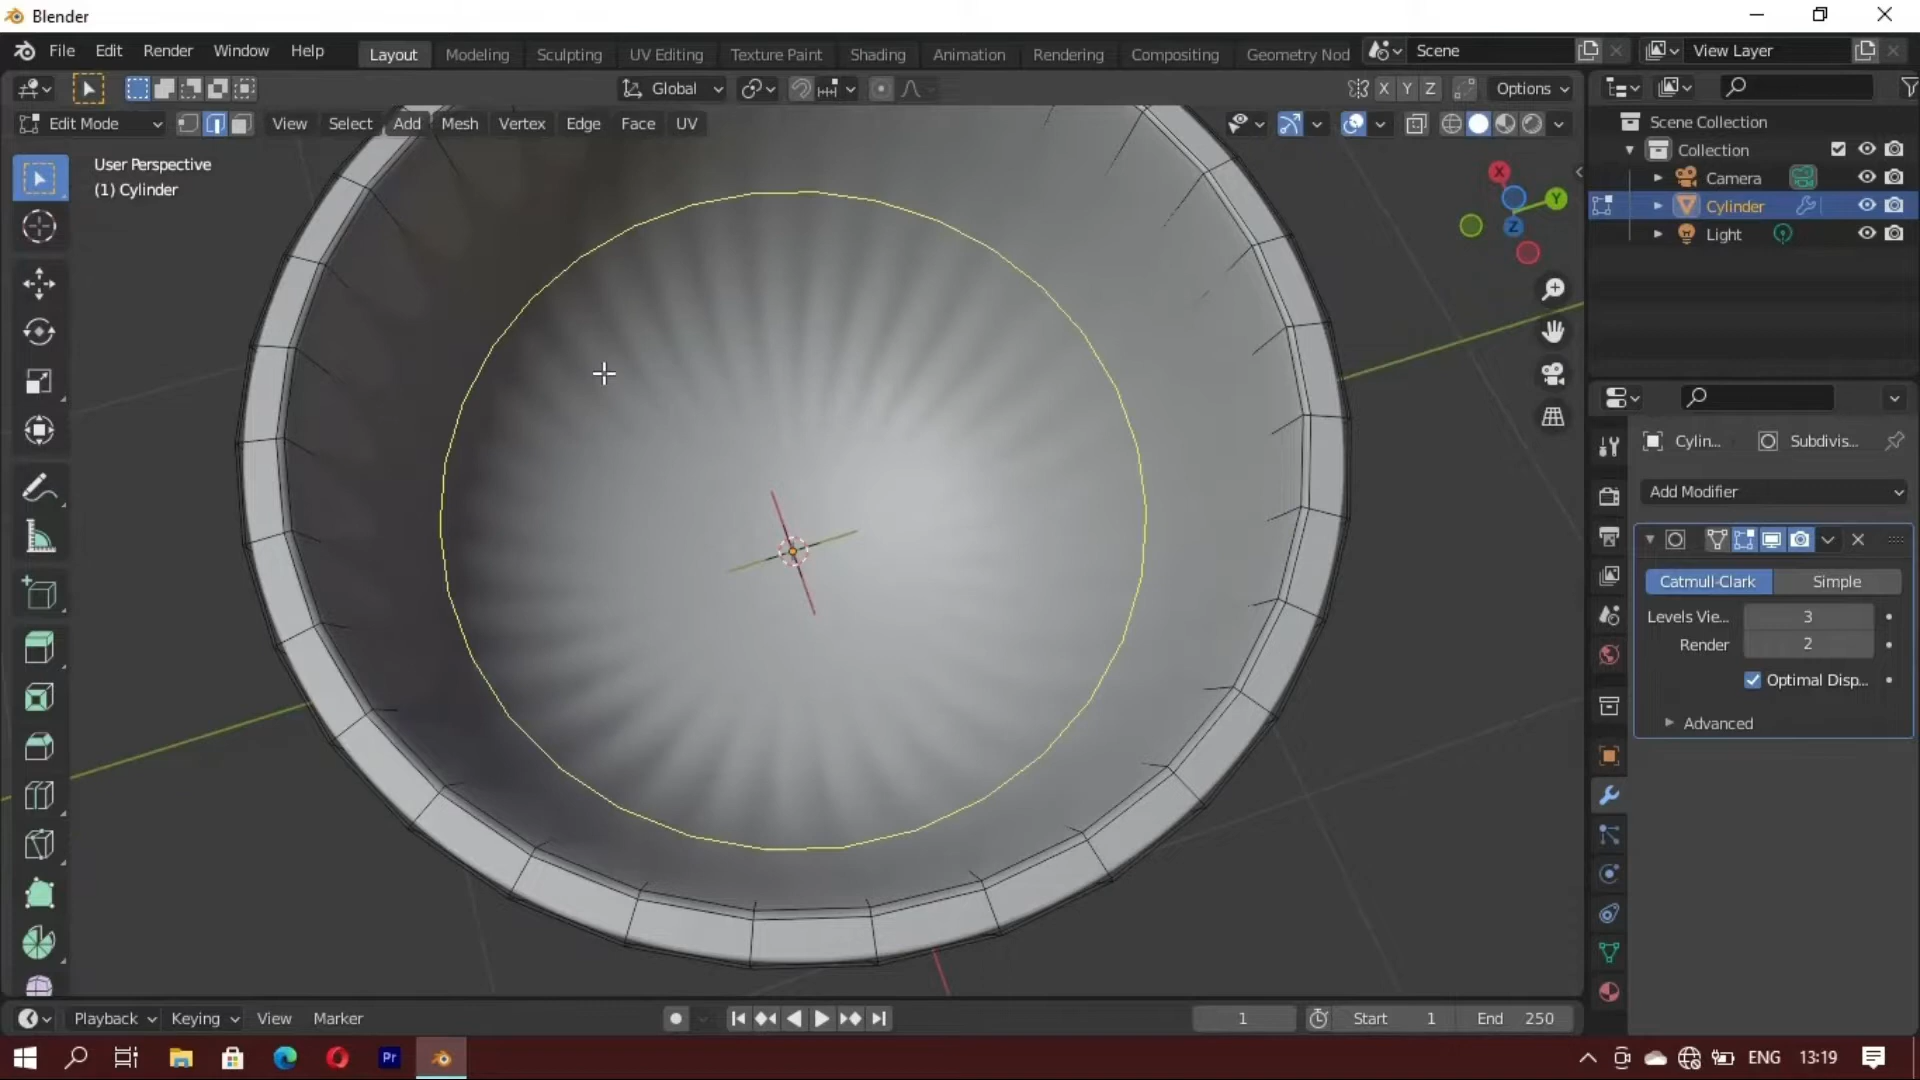 Blender
File Edit Render Window Help Layout Modeling Sculpting UV Editing Texture Paint Shading Animation Rendering Compositing Geometry Nod Scene View Layer
Global X Y Z Options
Edit Mode View Select Add Mesh Vertex Edge Face UV
User Perspective
(1) Cylinder
X
Y
Z
Scene Collection
Collection
Camera
Cylinder
Light
Cylin... Subdivis...
Add Modifier
Catmull-Clark Simple
Levels Vie... 3
Render 2
Optimal Disp...
Advanced
Playback Keying View Marker 1 Start 1 End 250
Pr ENG 13:19